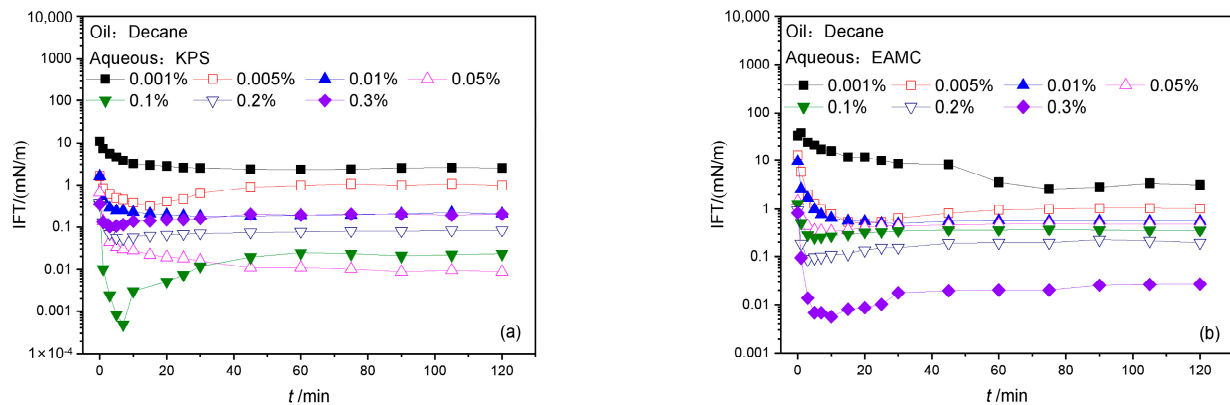 10,000
1000
100
10
1
0.1
0.01
0.001
1×10⁻⁴
IFT/(mN/m)
Oil：Decane
Aqueous：KPS
0.001% 0.005% 0.01% 0.05%
0.1% 0.2% 0.3%
(a)
0 20 40 60 80 100 120
t /min
10,000
1000
100
10
1
0.1
0.01
0.001
IFT/(mN/m)
Oil：Decane
Aqueous：EAMC
0.001% 0.005% 0.01% 0.05%
0.1% 0.2% 0.3%
(b)
0 20 40 60 80 100 120
t /min